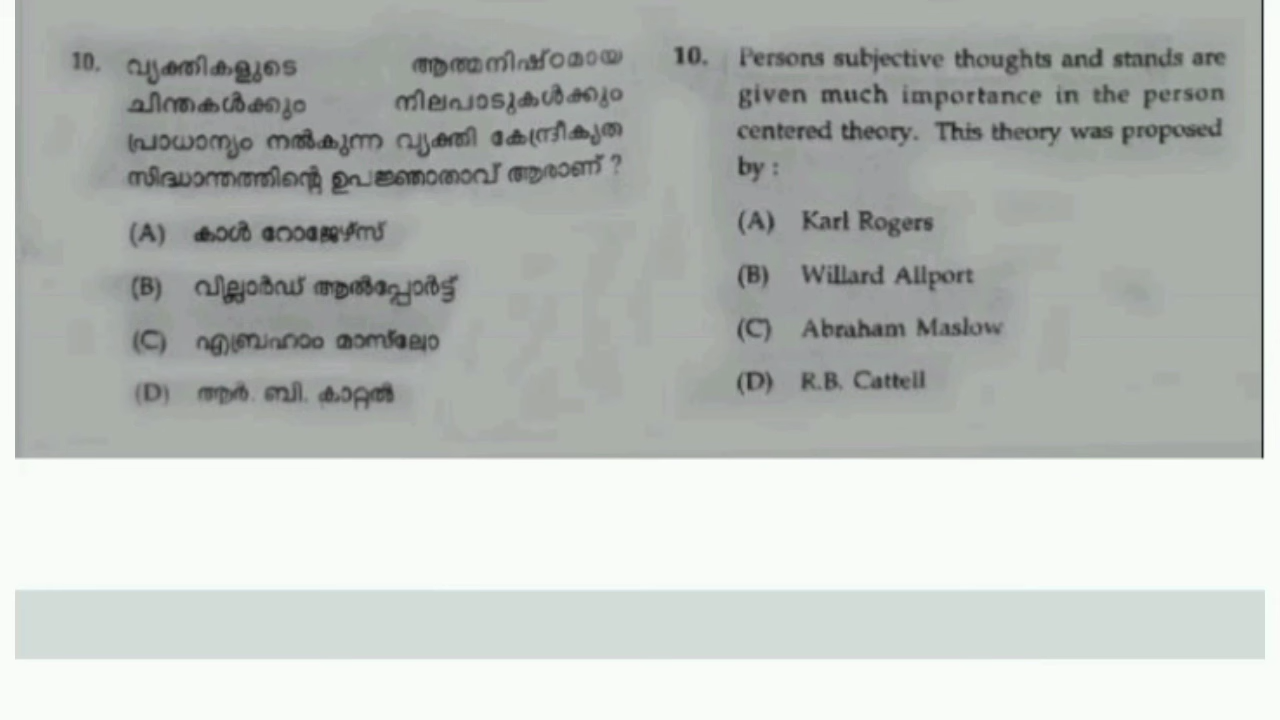 10. വ്യക്തികളുടെ ആത്മനിഷ്ഠമായ
ചിന്തകൾക്കും നിലപാടുകൾക്കും
പ്രാധാന്യം നൽകുന്ന വ്യക്തി കേന്ദ്രീകൃത
സിദ്ധാന്തത്തിന്റെ ഉപജ്ഞാതാവ് ആരാണ് ?
(A) കാൾ റോജേഴ്സ്
(B) വില്ലാർഡ് ആൽപ്പോർട്ട്
(C) എബ്രഹാം മാസ്ലോ
(D) ആർ. ബി. കാറ്റൽ
10. Persons subjective thoughts and stands are
given much importance in the person
centered theory. This theory was proposed
by :
(A) Karl Rogers
(B) Willard Allport
(C) Abraham Maslow
(D) R.B. Cattell